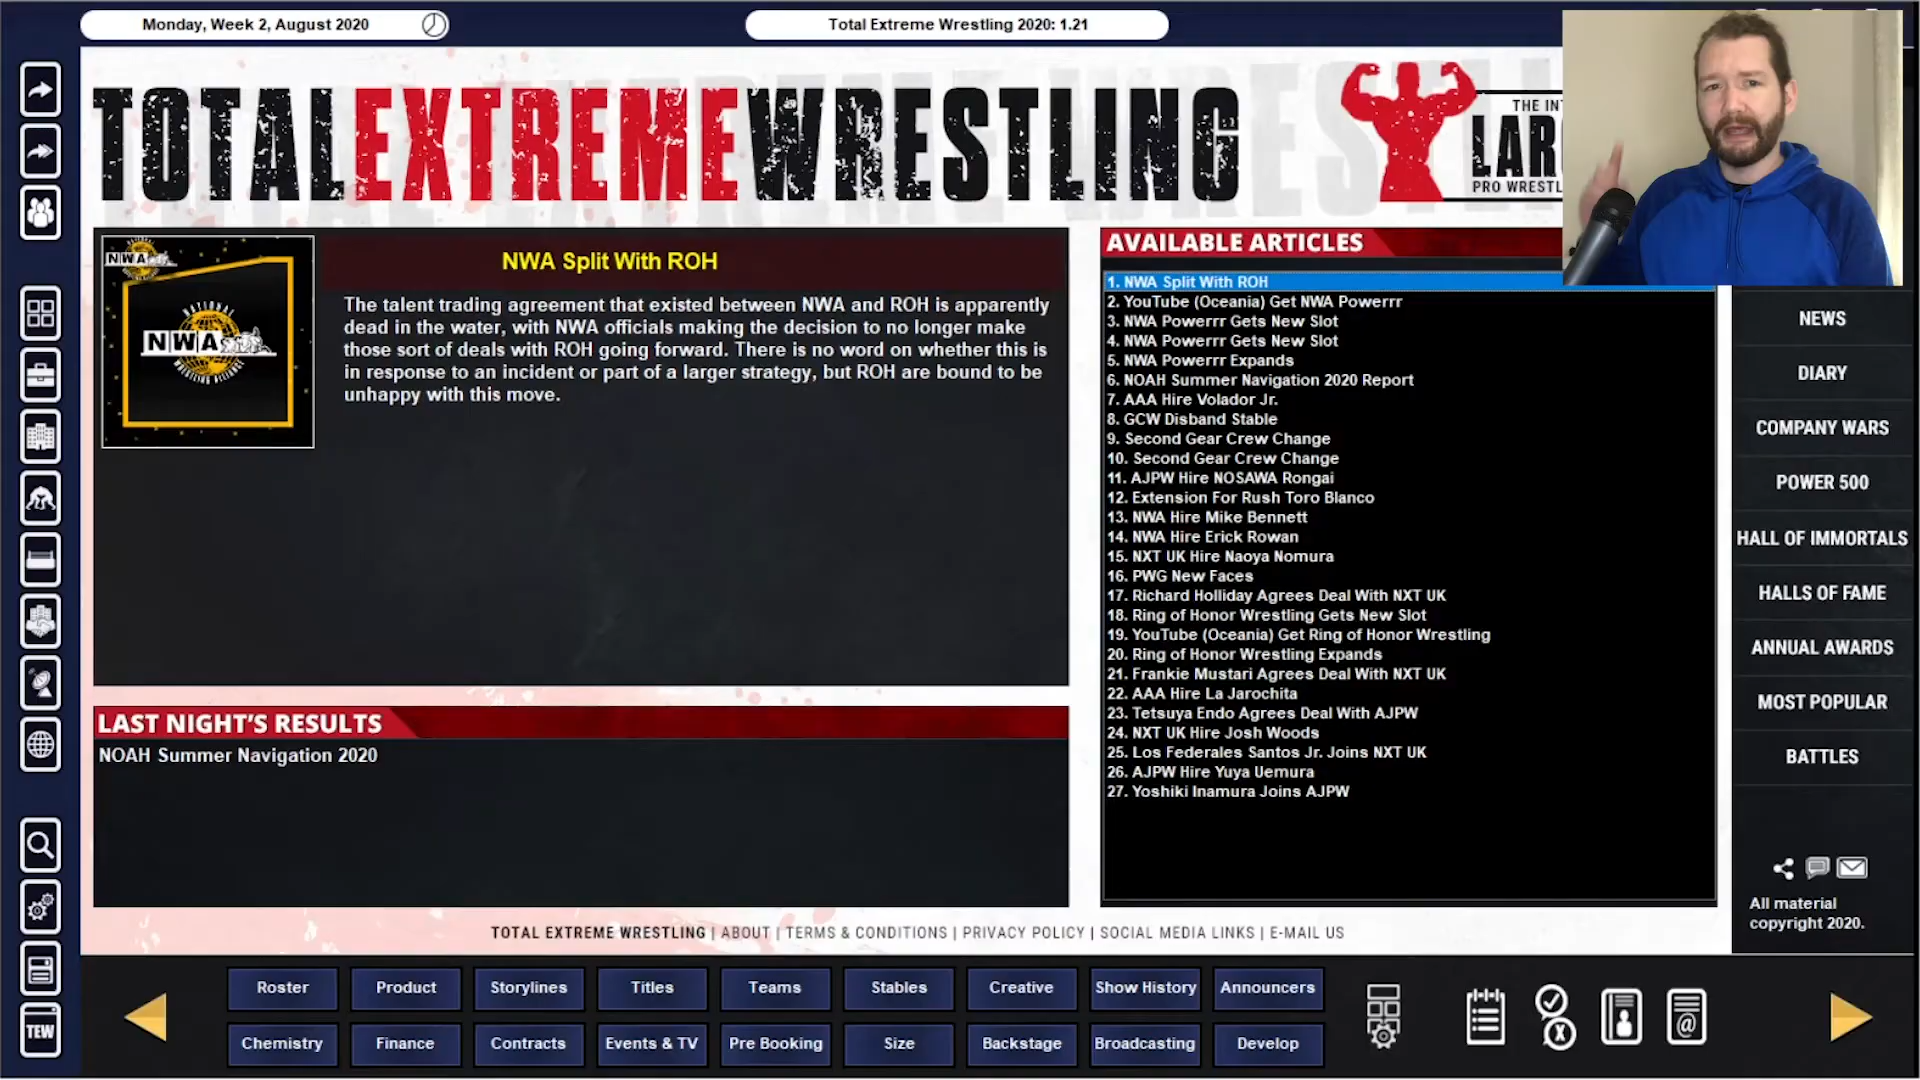 Monday, Week 2, August 2020
Total Extreme Wrestling 2020: 1.21
TOTALEXTREMEWRESTLING
THE INT
LAR
PRO WRESTL
NWA
NATIONAL
NWA
WRESTLING ALLIANCE
NWA Split With ROH
The talent trading agreement that existed between NWA and ROH is apparently
dead in the water, with NWA officials making the decision to no longer make
those sort of deals with ROH going forward. There is no word on whether this is
in response to an incident or part of a larger strategy, but ROH are bound to be
unhappy with this move.
LAST NIGHT'S RESULTS
NOAH Summer Navigation 2020
AVAILABLE ARTICLES
1. NWA Split With ROH
2. YouTube (Oceania) Get NWA Powerrr
3. NWA Powerrr Gets New Slot
4. NWA Powerrr Gets New Slot
5. NWA Powerrr Expands
6. NOAH Summer Navigation 2020 Report
7. AAA Hire Volador Jr.
8. GCW Disband Stable
9. Second Gear Crew Change
10. Second Gear Crew Change
11. AJPW Hire NOSAWA Rongai
12. Extension For Rush Toro Blanco
13. NWA Hire Mike Bennett
14. NWA Hire Erick Rowan
15. NXT UK Hire Naoya Nomura
16. PWG New Faces
17. Richard Holliday Agrees Deal With NXT UK
18. Ring of Honor Wrestling Gets New Slot
19. YouTube (Oceania) Get Ring of Honor Wrestling
20. Ring of Honor Wrestling Expands
21. Frankie Mustari Agrees Deal With NXT UK
22. AAA Hire La Jarochita
23. Tetsuya Endo Agrees Deal With AJPW
24. NXT UK Hire Josh Woods
25. Los Federales Santos Jr. Joins NXT UK
26. AJPW Hire Yuya Uemura
27. Yoshiki Inamura Joins AJPW
NEWS
DIARY
COMPANY WARS
POWER 500
HALL OF IMMORTALS
HALLS OF FAME
ANNUAL AWARDS
MOST POPULAR
BATTLES
All material
copyright 2020.
TOTAL EXTREME WRESTLING | ABOUT | TERMS & CONDITIONS | PRIVACY POLICY | SOCIAL MEDIA LINKS | E-MAIL US
TEW
Roster Product Storylines Titles Teams Stables Creative Show History Announcers
Chemistry Finance Contracts Events & TV Pre Booking Size Backstage Broadcasting Develop